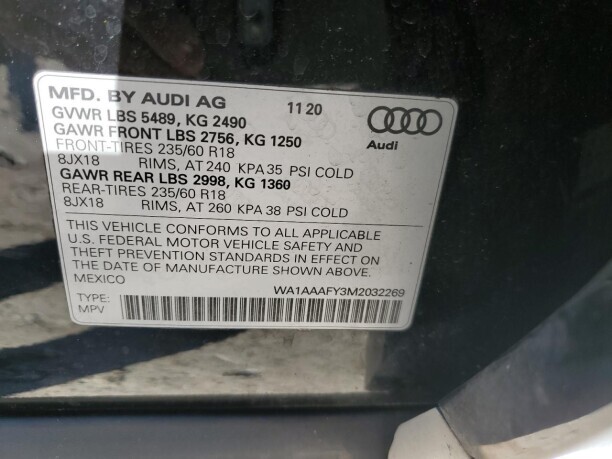 MFD. BY AUDI AG 11 20
GVWR LBS 5489, KG 2490
GAWR FRONT LBS 2756, KG 1250
FRONT-TIRES 235/60 R18
8JX18 RIMS, AT 240 KPA 35 PSI COLD
GAWR REAR LBS 2998, KG 1360
REAR-TIRES 235/60 R18
8JX18 RIMS, AT 260 KPA 38 PSI COLD
Audi
THIS VEHICLE CONFORMS TO ALL APPLICABLE
U.S. FEDERAL MOTOR VEHICLE SAFETY AND
THEFT PREVENTION STANDARDS IN EFFECT ON
THE DATE OF MANUFACTURE SHOWN ABOVE.
MEXICO
WA1AAAFY3M2032269
TYPE:
MPV